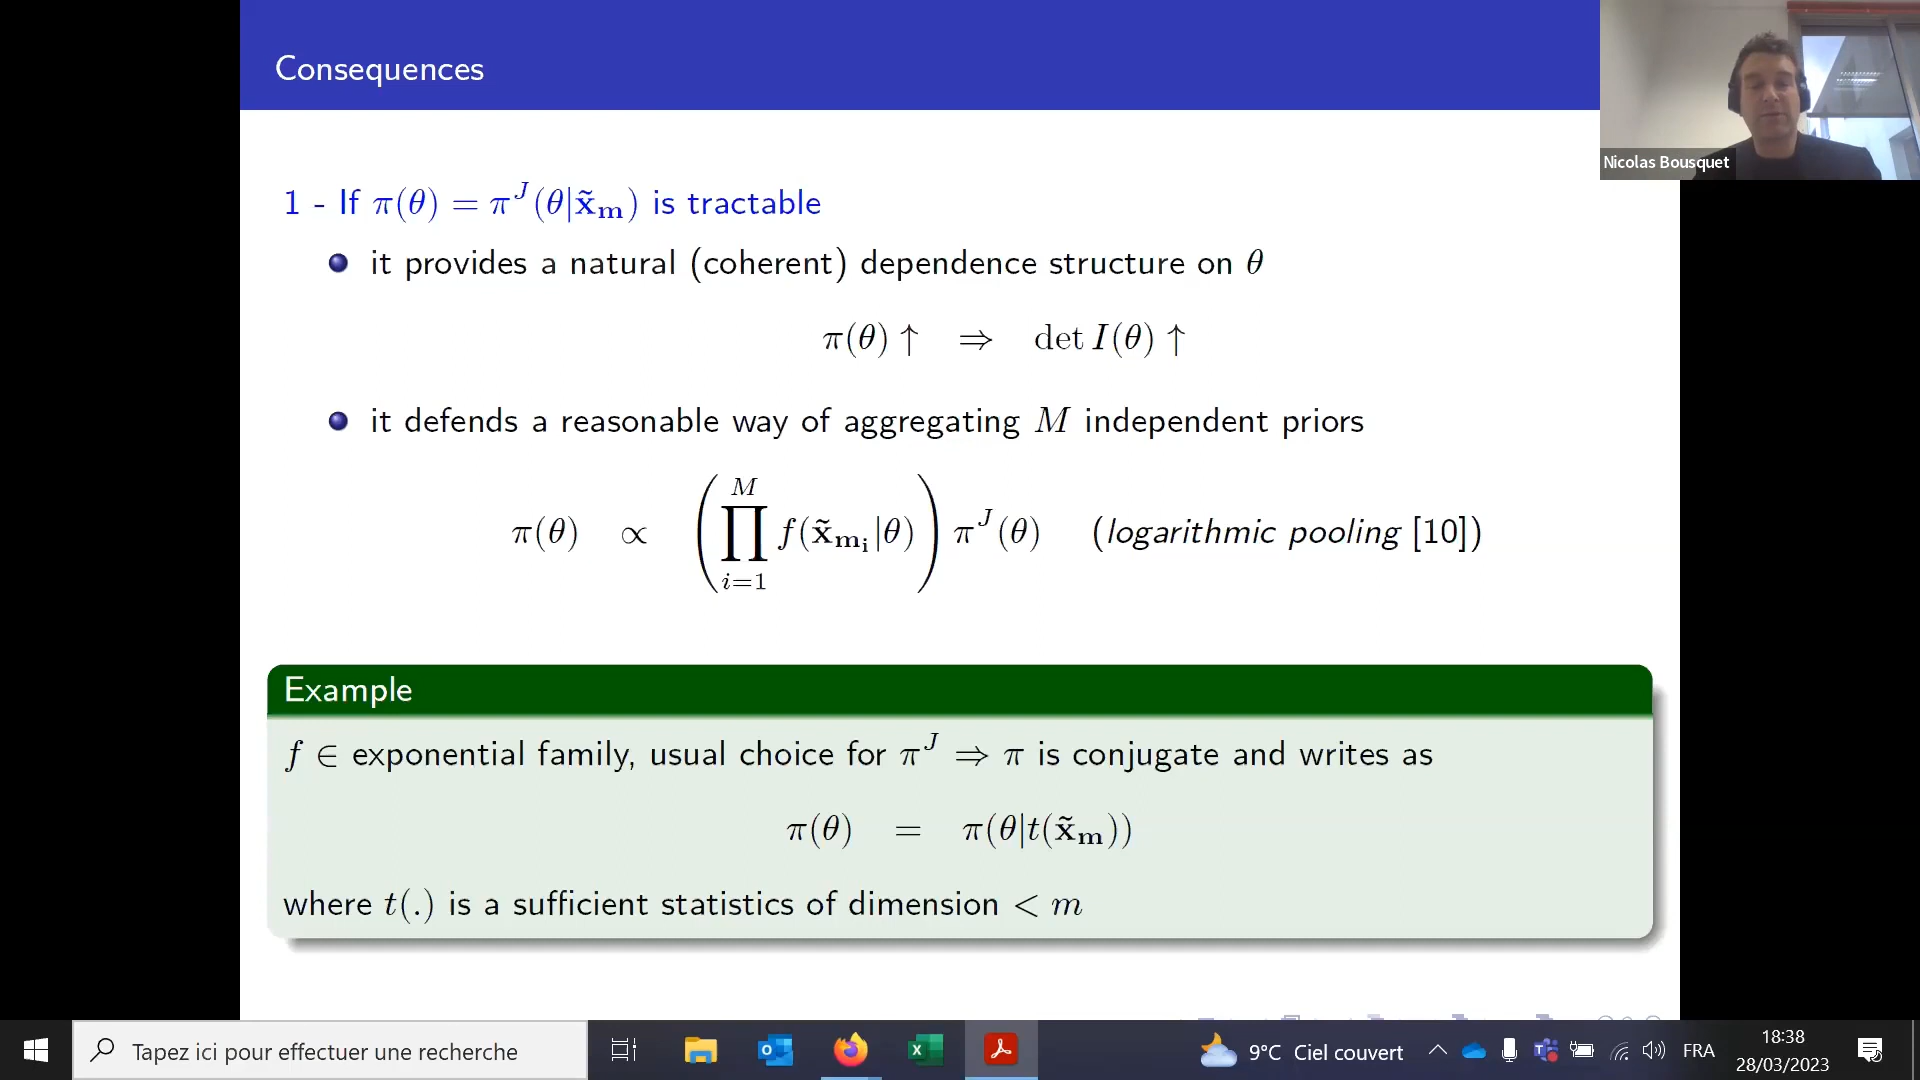 Consequences
Nicolas Bousquet
1 - If π(θ) = π^J(θ|x̃_m) is tractable
it provides a natural (coherent) dependence structure on θ
π(θ) ↑ ⇒ det I(θ) ↑
it defends a reasonable way of aggregating M independent priors
π(θ) ∝ (∏_{i=1}^{M} f(x̃_{m_i}|θ)) π^J(θ) (logarithmic pooling [10])
Example
f ∈ exponential family, usual choice for π^J ⇒ π is conjugate and writes as
π(θ) = π(θ|t(x̃_m))
where t(.) is a sufficient statistics of dimension < m
Tapez ici pour effectuer une recherche
9°C Ciel couvert
FRA
18:38
28/03/2023